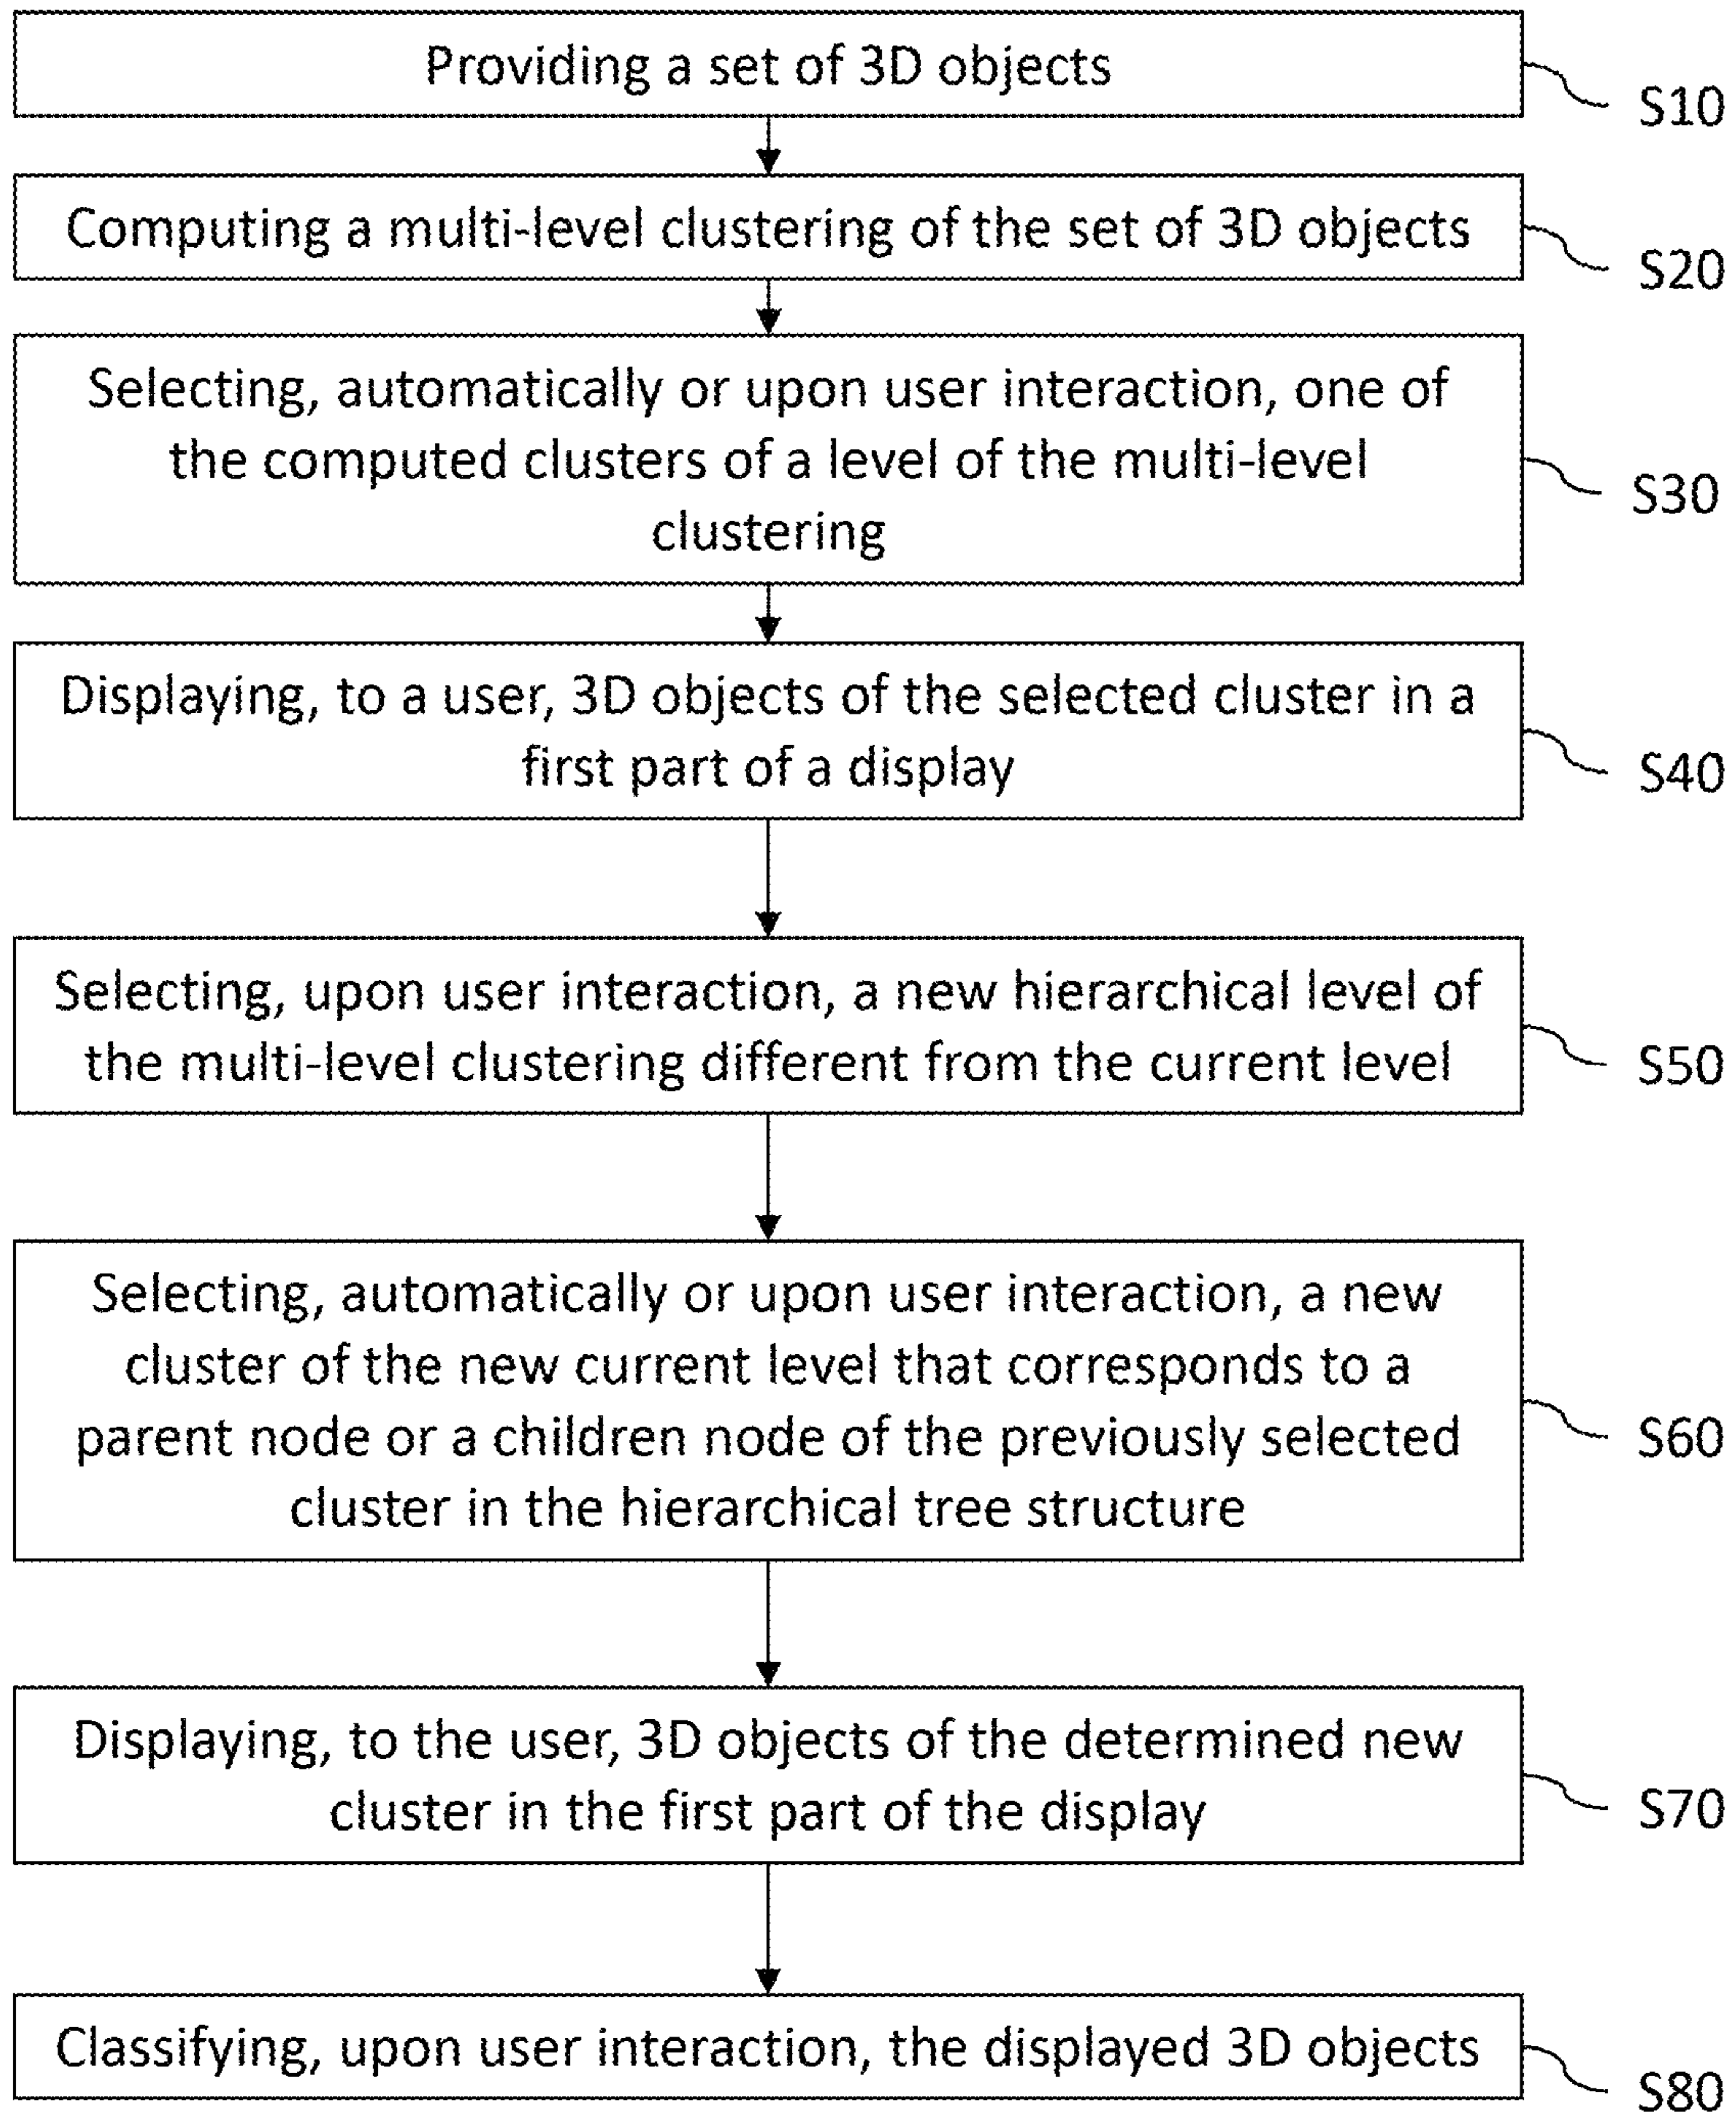 Providing a set of 3D objects
S10
Computing a multi-level clustering of the set of 3D objects
S20
Selecting, automatically or upon user interaction, one of
the computed clusters of a level of the multi-level
clustering
S30
Displaying, to a user, 3D objects of the selected cluster in a
first part of a display
S40
Selecting, upon user interaction, a new hierarchical level of
the multi-level clustering different from the current level
S50
Selecting, automatically or upon user interaction, a new
cluster of the new current level that corresponds to a
parent node or a children node of the previously selected
cluster in the hierarchical tree structure
S60
Displaying, to the user, 3D objects of the determined new
cluster in the first part of the display
S70
Classifying, upon user interaction, the displayed 3D objects
S80